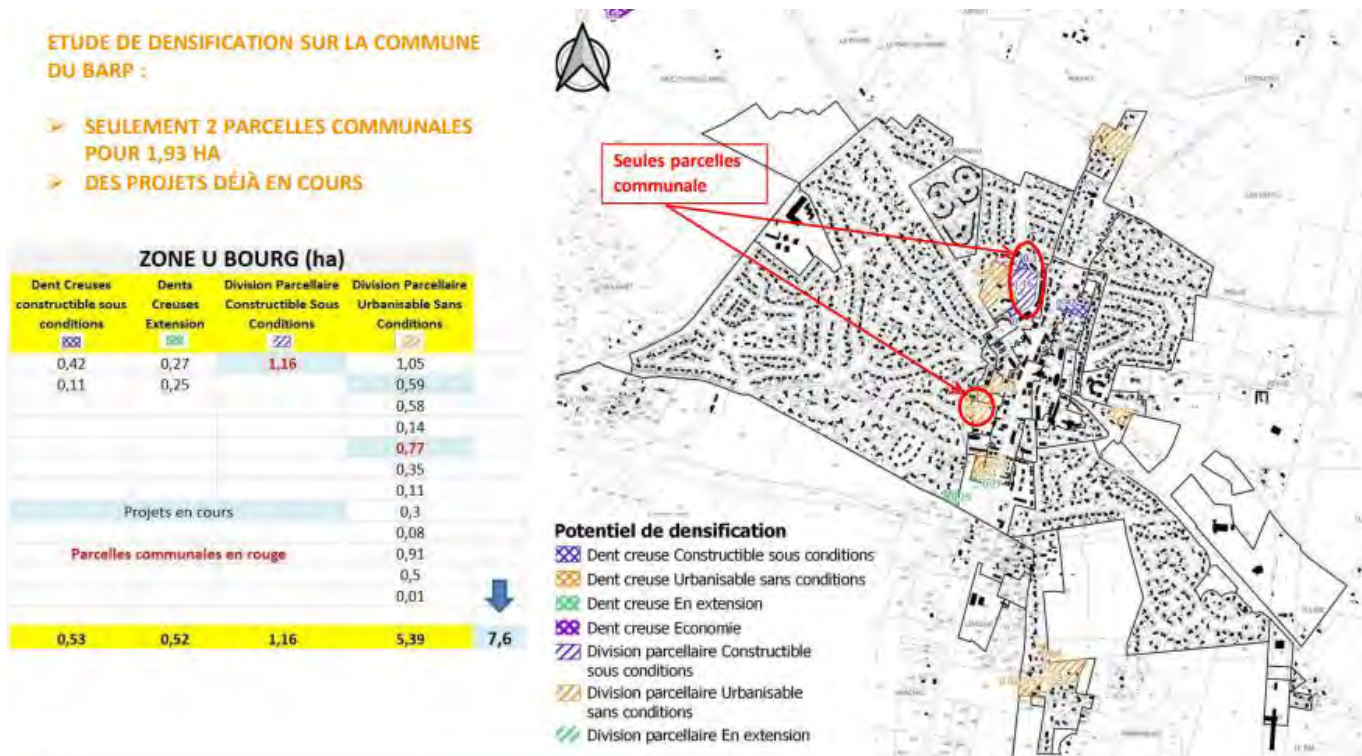 ETUDE DE DENSIFICATION SUR LA COMMUNE
DU BARP :
➢ SEULEMENT 2 PARCELLES COMMUNALES
POUR 1,93 HA
➢ DES PROJETS DÉJÀ EN COURS
ZONE U BOURG (ha)
Dent Creuses constructible sous conditions | Dents Creuses Extension | Division Parcellaire Constructible Sous Conditions | Division Parcellaire Urbanisable Sans Conditions
0,42 0,27 1,16 1,05
0,11 0,25 0,59
0,58
0,14
0,77
0,35
0,11
Projets en cours 0,3
0,08
Parcelles communales en rouge 0,91
0,5
0,01
0,53 0,52 1,16 5,39 7,6
Seules parcelles
communale
Potentiel de densification
Dent creuse Constructible sous conditions
Dent creuse Urbanisable sans conditions
Dent creuse En extension
Dent creuse Economie
Division parcellaire Constructible
sous conditions
Division parcellaire Urbanisable
sans conditions
Division parcellaire En extension